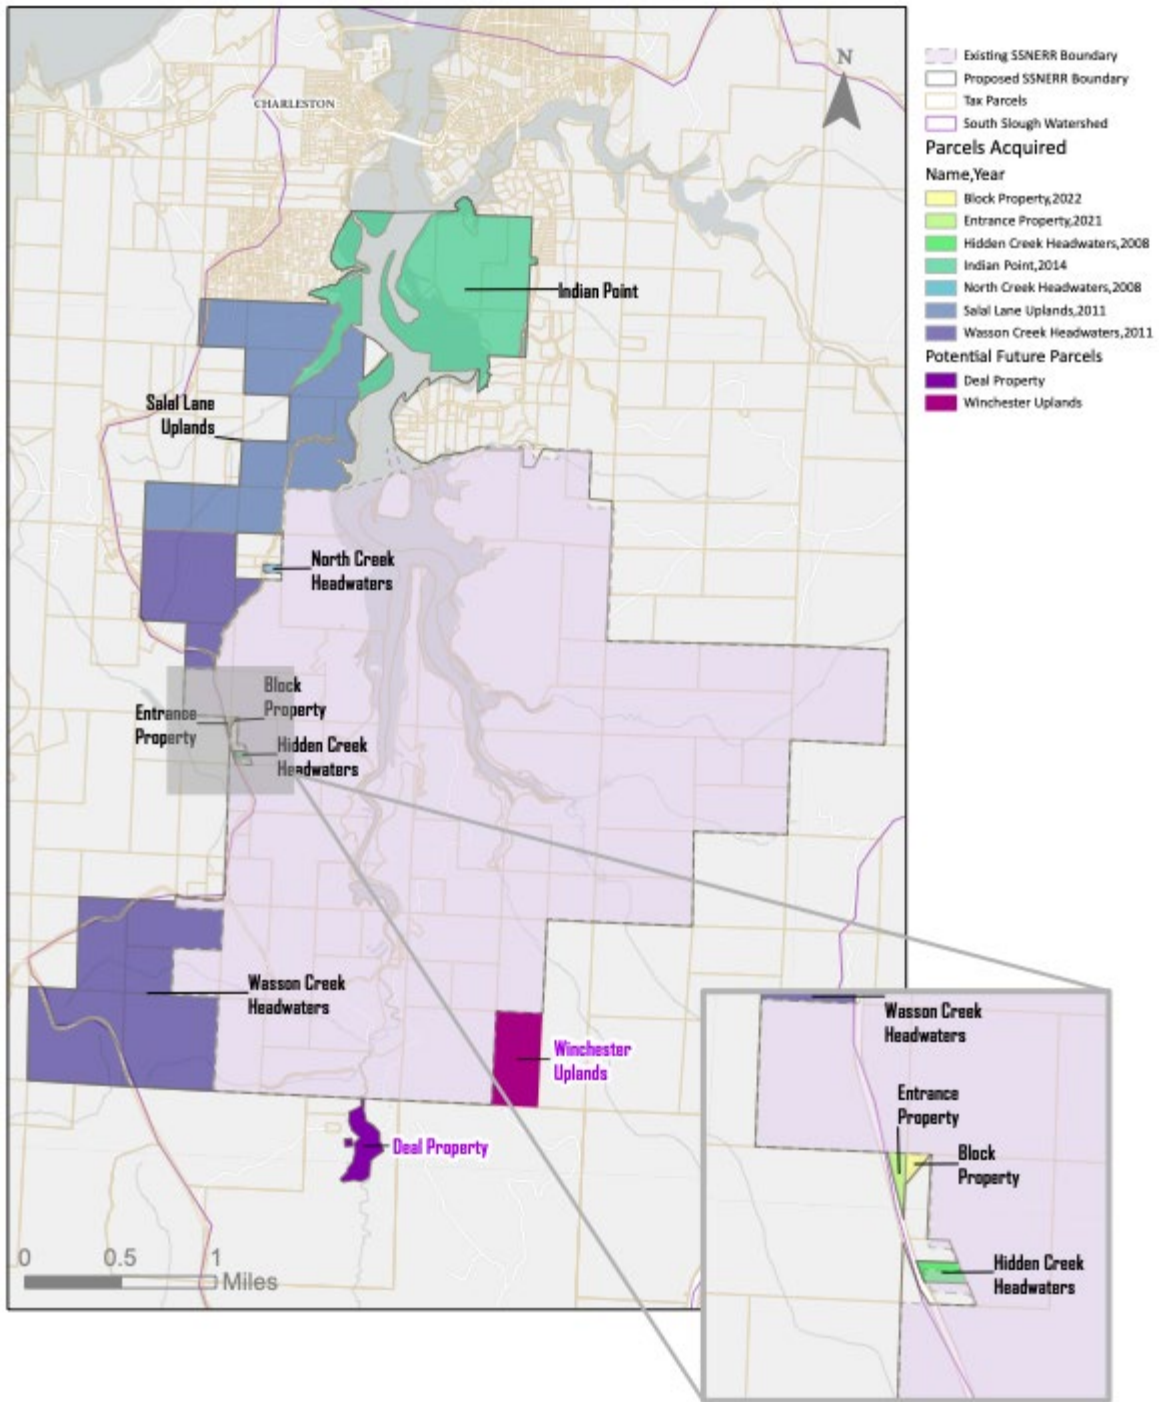 CHARLESTON
N
Indian Point
Salal Lane
Uplands
North Creek
Headwaters
Block
Property
Entrance
Property
Hidden Creek
Headwaters
Wasson Creek
Headwaters
Winchester
Uplands
Deal Property
0 0.5 1
Miles
Existing SSNERR Boundary
Proposed SSNERR Boundary
Tax Parcels
South Slough Watershed
Parcels Acquired
Name,Year
Block Property,2022
Entrance Property,2021
Hidden Creek Headwaters,2008
Indian Point,2014
North Creek Headwaters,2008
Salal Lane Uplands,2011
Wasson Creek Headwaters,2011
Potential Future Parcels
Deal Property
Winchester Uplands
Wasson Creek
Headwaters
Entrance
Property
Block
Property
Hidden Creek
Headwaters